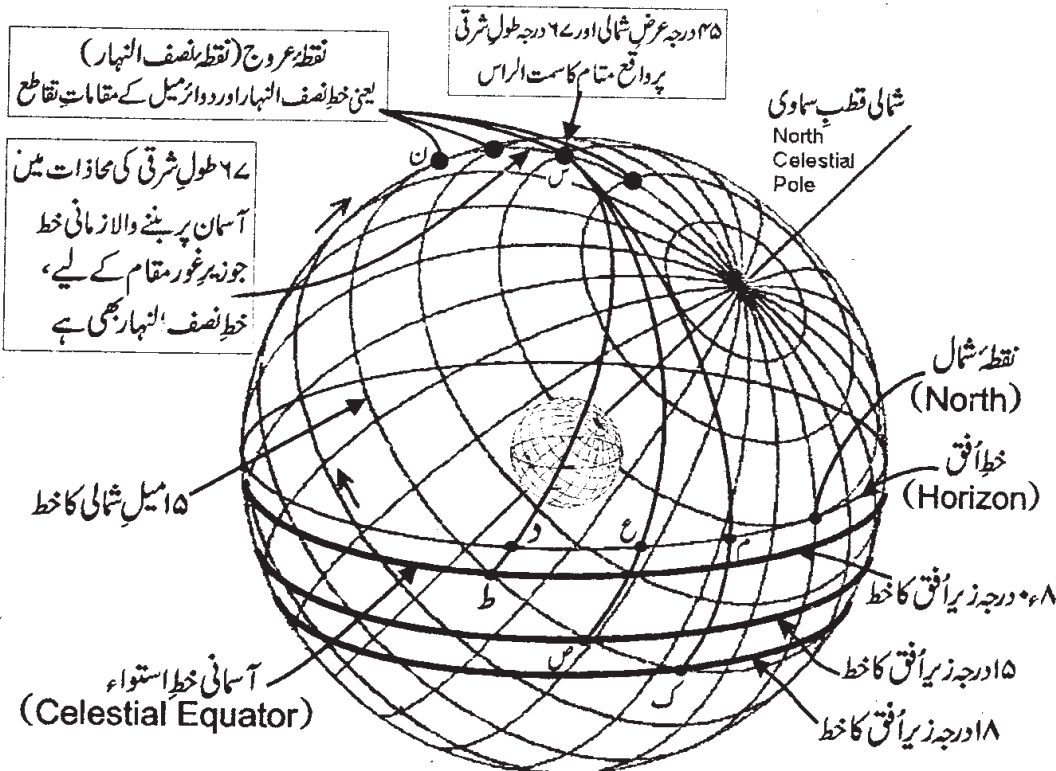 ۴۵ درجہ عرض شمالی اور ۶۷ درجہ طول شرقی
پر واقع مقام کا سمت الراس
نقطۂ عروج (نقطۂ نصف النہار)
یعنی خط نصف النہار اور دوائر میل کے مقاماتِ تقاطع
شمالی قطبِ سماوی
North
Celestial
Pole
۶۷ طولِ شرقی کی محاذات میں
آسمان پر بننے والا زمانی خط
جو زیرِ غور مقام کے لیے،
خطِ نصف النہار بھی ہے
ن
س
نقطۂ شمال
(North)
خطِ اُفق
(Horizon)
۱۵ میلِ شمالی کا خط
د
ع
م
ط
ص
ک
۰ء۸ درجہ زیرِ اُفق کا خط
۱۵ درجہ زیرِ اُفق کا خط
۱۸ درجہ زیرِ اُفق کا خط
آسمانی خطِ استواء
(Celestial Equator)